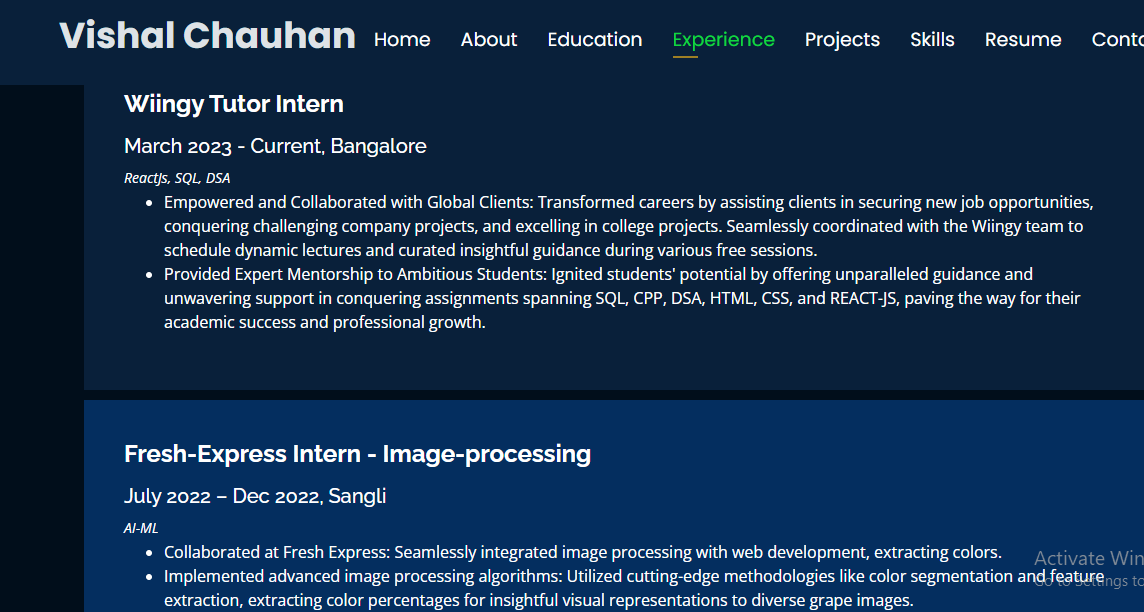 Vishal Chauhan Home About Education Experience Projects Skills Resume
Wiingy Tutor Intern
March 2023 - Current, Bangalore
ReactJs, SQL, DSA
• Empowered and Collaborated with Global Clients: Transformed careers by assisting clients in securing new job opportunities,
conquering challenging company projects, and excelling in college projects. Seamlessly coordinated with the Wiingy team to
schedule dynamic lectures and curated insightful guidance during various free sessions.
• Provided Expert Mentorship to Ambitious Students: Ignited students' potential by offering unparalleled guidance and
unwavering support in conquering assignments spanning SQL, CPP, DSA, HTML, CSS, and REACT-JS, paving the way for their
academic success and professional growth.
Fresh-Express Intern - Image-processing
July 2022 – Dec 2022, Sangli
AI-ML
• Collaborated at Fresh Express: Seamlessly integrated image processing with web development, extracting colors.
Activate Win
• Implemented advanced image processing algorithms: Utilized cutting-edge methodologies like color segmentation and feature
Go to Settings to
extraction, extracting color percentages for insightful visual representations to diverse grape images.